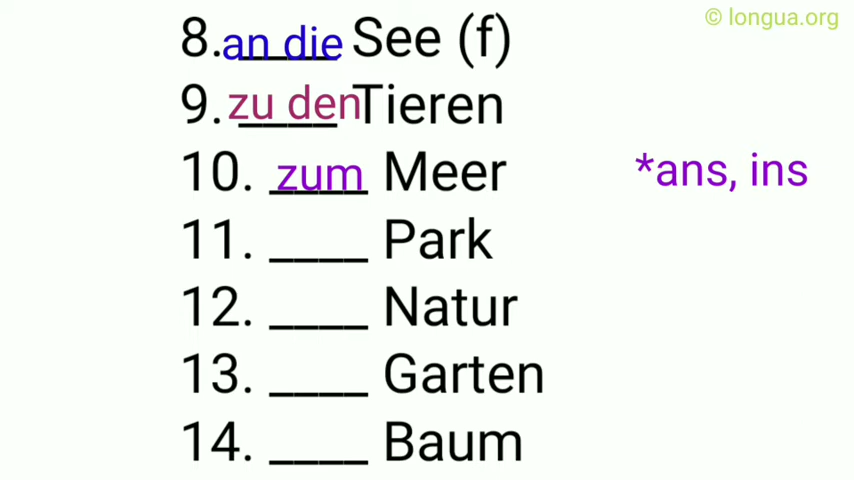 © longua.org
8. an die See (f)
9. zu den Tieren
10. zum Meer *ans, ins
11. ____ Park
12. ____ Natur
13. ____ Garten
14. ____ Baum